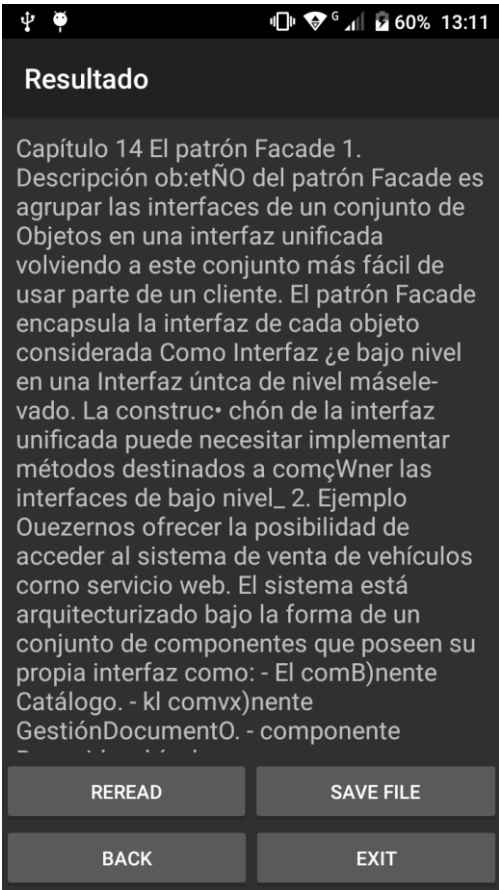 G 60% 13:11
Resultado
Capítulo 14 El patrón Facade 1.
Descripción ob:etÑO del patrón Facade es
agrupar las interfaces de un conjunto de
Objetos en una interfaz unificada
volviendo a este conjunto más fácil de
usar parte de un cliente. El patrón Facade
encapsula la interfaz de cada objeto
considerada Como Interfaz ¿e bajo nivel
en una Interfaz úntca de nivel másele-
vado. La construc• chón de la interfaz
unificada puede necesitar implementar
métodos destinados a comçWner las
interfaces de bajo nivel_ 2. Ejemplo
Ouezernos ofrecer la posibilidad de
acceder al sistema de venta de vehículos
corno servicio web. El sistema está
arquitecturizado bajo la forma de un
conjunto de componentes que poseen su
propia interfaz como: - El comB)nente
Catálogo. - kl comvx)nente
GestiónDocumentO. - componente
REREAD
SAVE FILE
BACK
EXIT